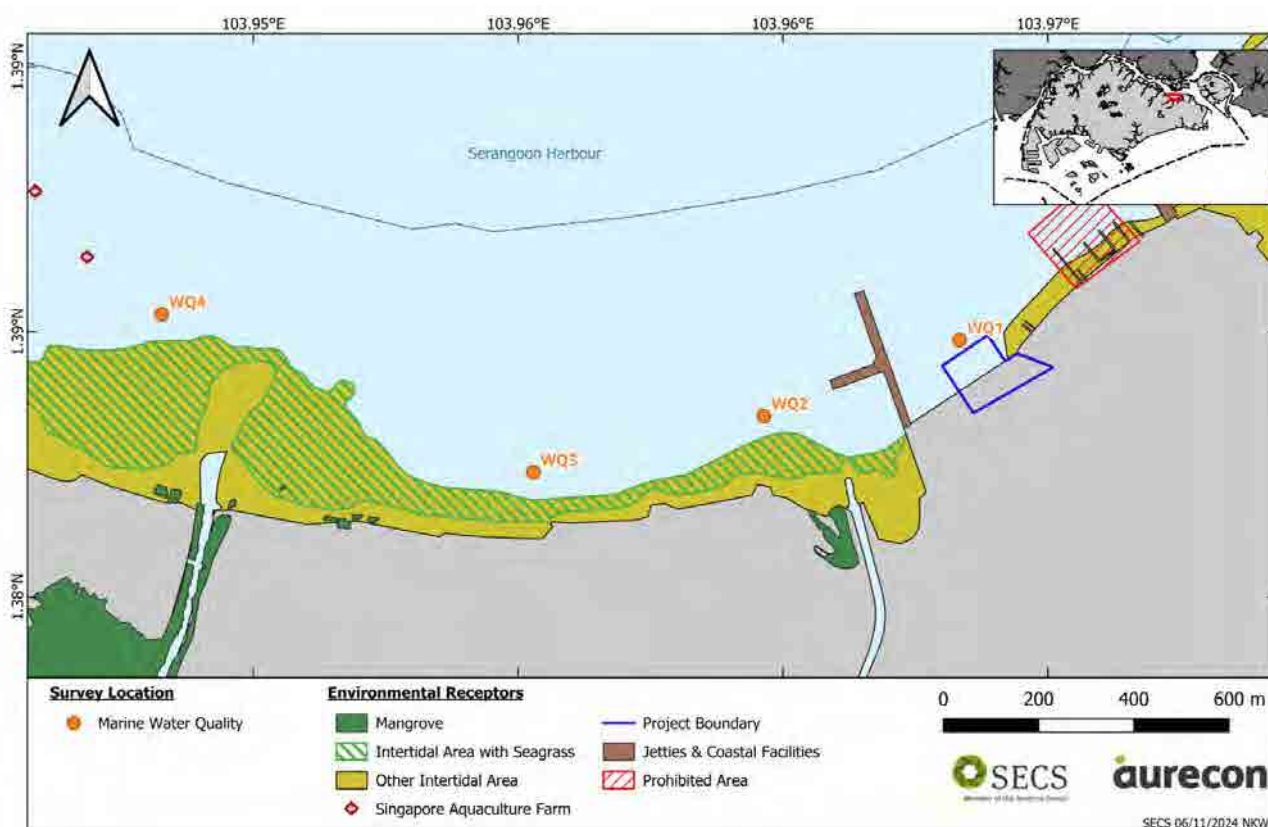 103.95°E 103.96°E 103.96°E 103.97°E
1.39°N
Serangoon Harbour
WQ4
1.39°N
WQ1
WQ2
WQ3
1.38°N
Survey Location
Marine Water Quality
Environmental Receptors
Mangrove
Intertidal Area with Seagrass
Other Intertidal Area
Singapore Aquaculture Farm
Project Boundary
Jetties & Coastal Facilities
Prohibited Area
0 200 400 600 m
SECS
aurecon
SECS 06/11/2024 NKW